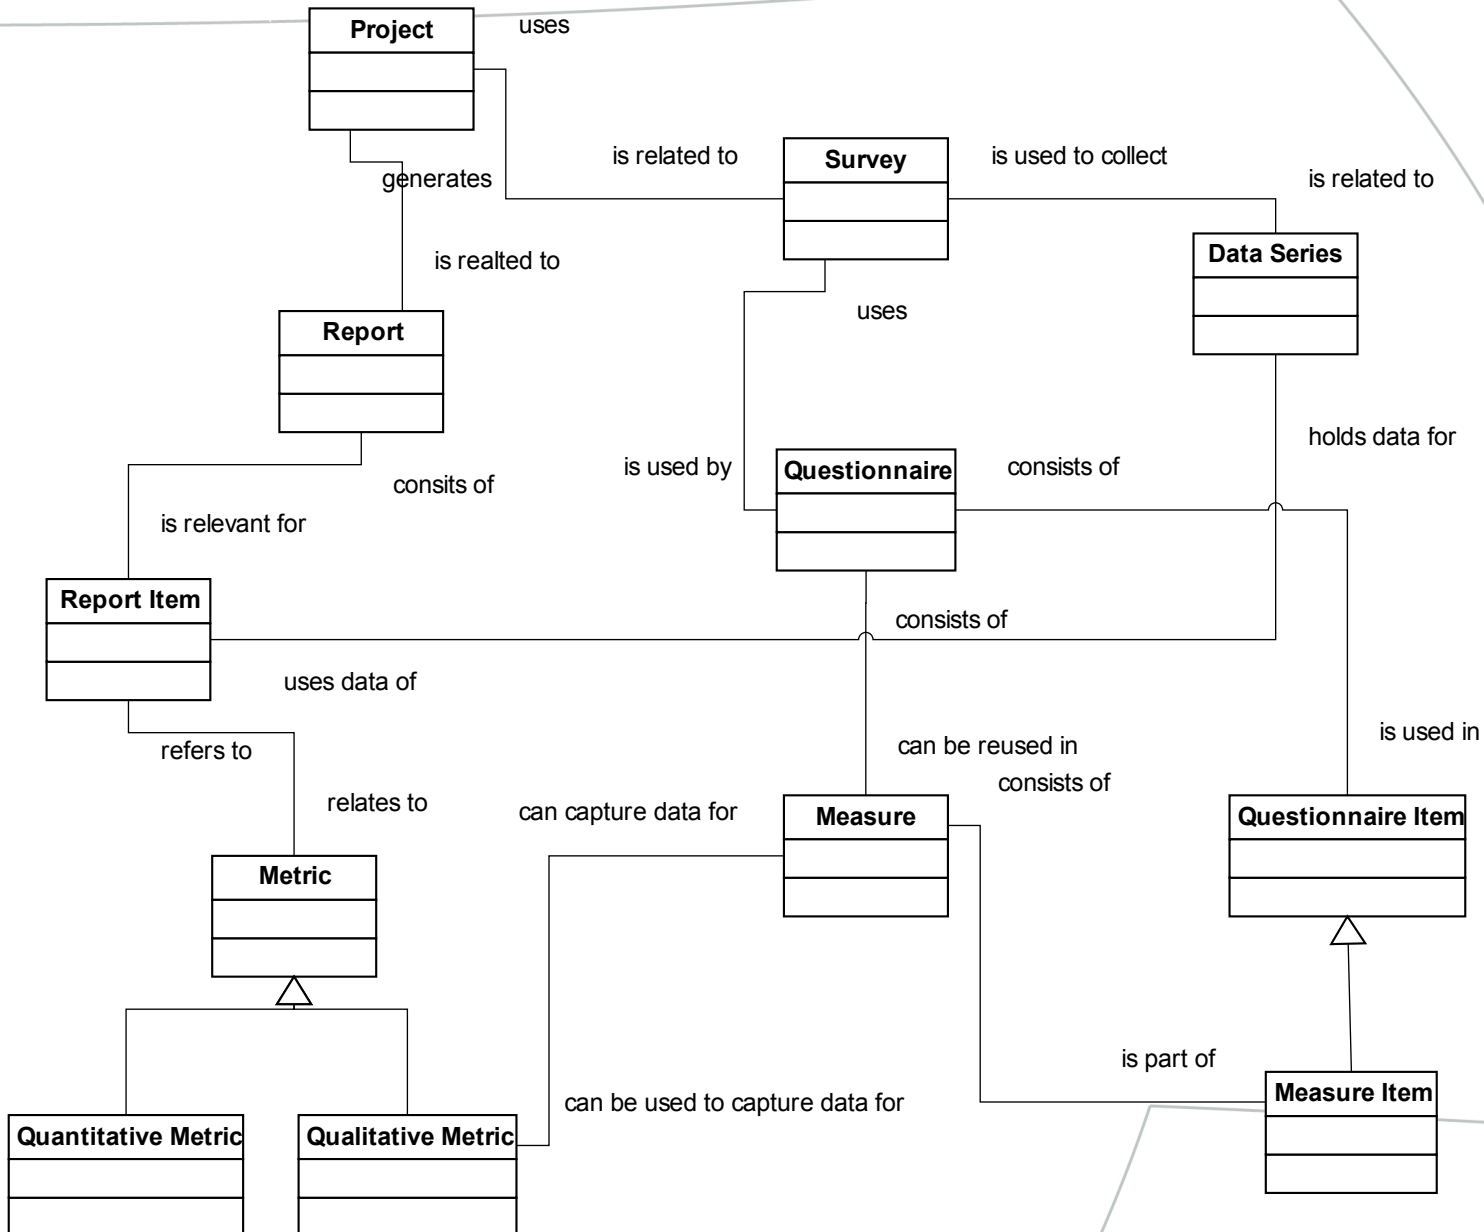 Project
uses
is related to
Survey
is used to collect
is related to
generates
Data Series
is realted to
uses
Report
holds data for
is used by
Questionnaire
consists of
consits of
is relevant for
Report Item
consists of
uses data of
is used in
refers to
can be reused in
consists of
relates to
can capture data for
Measure
Questionnaire Item
Metric
is part of
Measure Item
can be used to capture data for
Quantitative Metric
Qualitative Metric